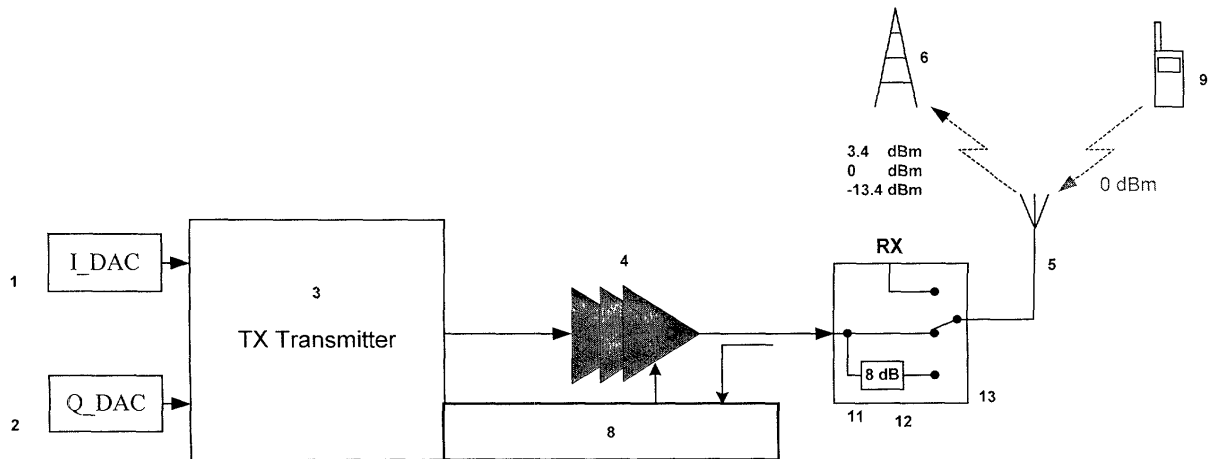 6
9
3.4 dBm
0 dBm
-13.4 dBm
0 dBm
RX
1
I_DAC
3
TX Transmitter
4
5
2
Q_DAC
8 dB
8
11
12
13